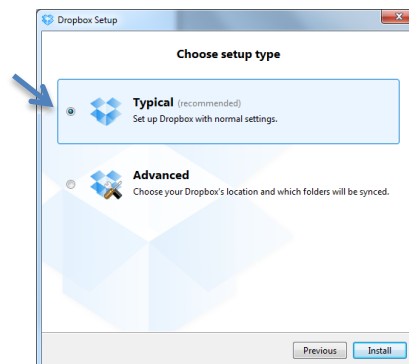 Dropbox Setup
Choose setup type
Typical (recommended)
Set up Dropbox with normal settings.
Advanced
Choose your Dropbox's location and which folders will be synced.
Previous Install